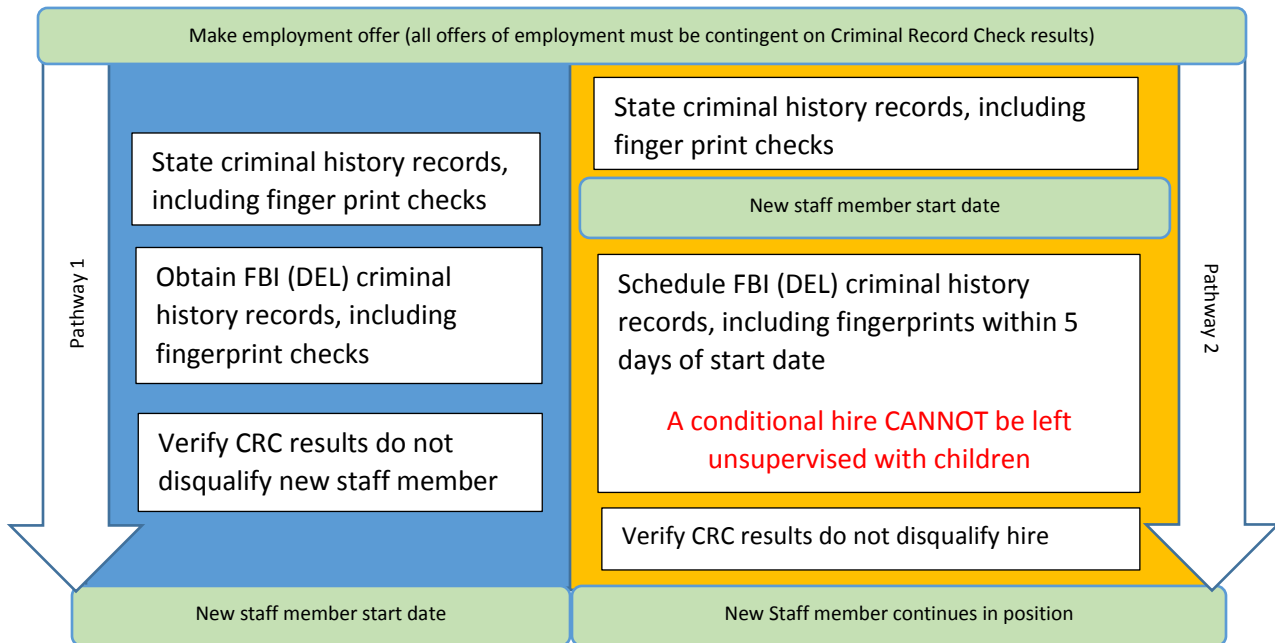 Make employment offer (all offers of employment must be contingent on Criminal Record Check results)
Pathway 1
State criminal history records,
including finger print checks
Obtain FBI (DEL) criminal
history records, including
fingerprint checks
Verify CRC results do not
disqualify new staff member
New staff member start date
State criminal history records, including
finger print checks
New staff member start date
Schedule FBI (DEL) criminal history
records, including fingerprints within 5
days of start date
A conditional hire CANNOT be left
unsupervised with children
Verify CRC results do not disqualify hire
New Staff member continues in position
Pathway 2